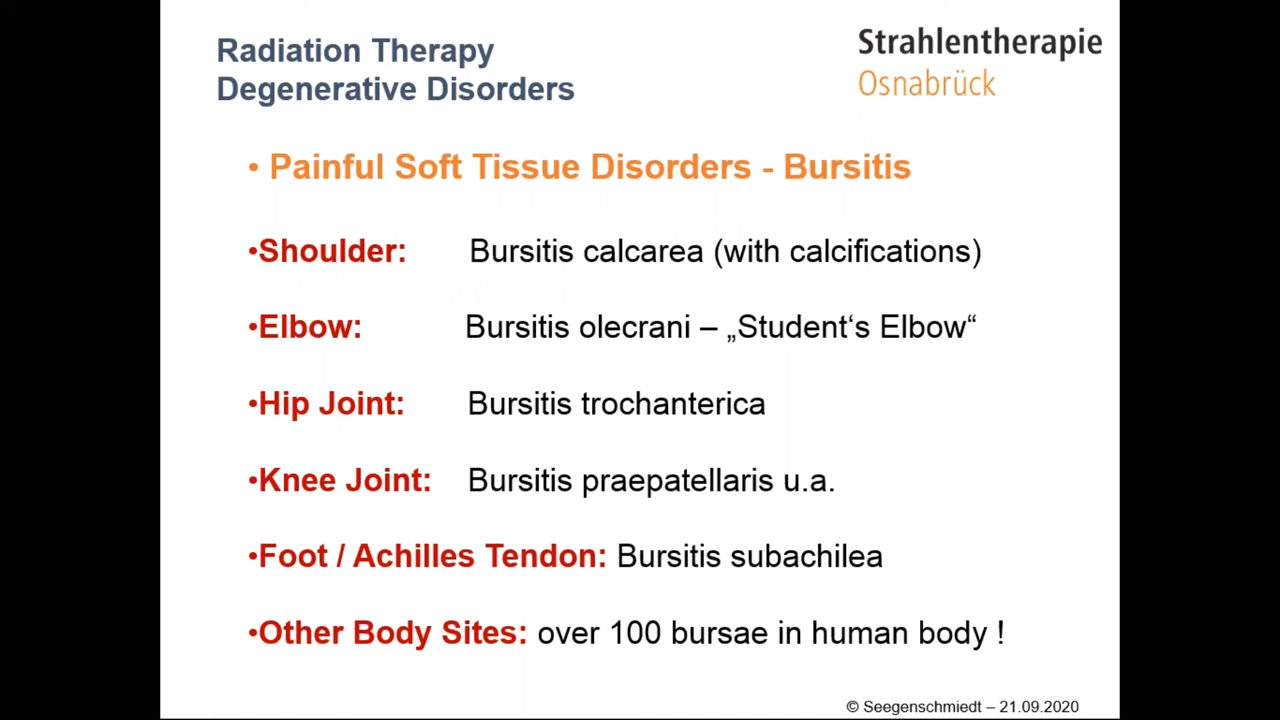 Radiation Therapy
Degenerative Disorders
Strahlentherapie
Osnabrück
• Painful Soft Tissue Disorders - Bursitis
•Shoulder: Bursitis calcarea (with calcifications)
•Elbow: Bursitis olecrani – „Student‘s Elbow“
•Hip Joint: Bursitis trochanterica
•Knee Joint: Bursitis praepatellaris u.a.
•Foot / Achilles Tendon: Bursitis subachilea
•Other Body Sites: over 100 bursae in human body !
© Seegenschmiedt – 21.09.2020